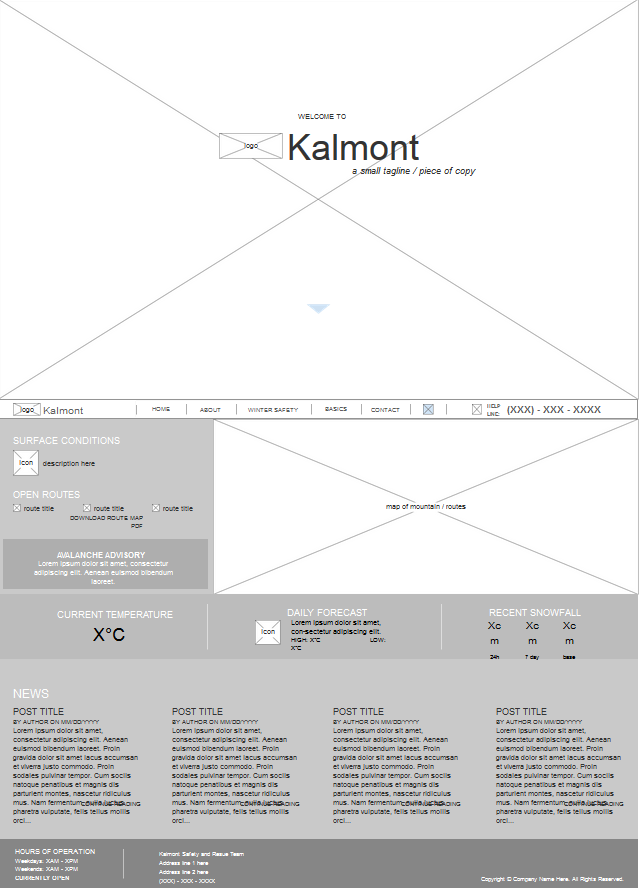 WELCOME TO
logo
Kalmont
a small tagline / piece of copy
logo Kalmont HOME ABOUT WINTER SAFETY BASICS CONTACT HELP LINE: (XXX) - XXX - XXXX
SURFACE CONDITIONS
icon description here
OPEN ROUTES
route title route title route title
DOWNLOAD ROUTE MAP
PDF
AVALANCHE ADVISORY
Lorem ipsum dolor sit amet, consectetur
adipiscing elit. Aenean euismod bibendum
laoreet.
map of mountain / routes
CURRENT TEMPERATURE
X°C
DAILY FORECAST
icon
Lorem ipsum dolor sit amet,
con-sectetur adipiscing elit.
HIGH: X°C LOW:
X°C
RECENT SNOWFALL
Xc Xc Xc
m m m
24h 7 day base
NEWS
POST TITLE
BY AUTHOR ON MM/DD/YYYY
Lorem ipsum dolor sit amet,
consectetur adipiscing elit. Aenean
euismod bibendum laoreet. Proin
gravida dolor sit amet lacus accumsan
et viverra justo commodo. Proin
sodales pulvinar tempor. Cum sociis
natoque penatibus et magnis dis
parturient montes, nascetur ridiculus
mus. Nam fermentum, nulla luctus
CONTINUE READING
pharetra vulputate, felis tellus mollis
orci...
POST TITLE
BY AUTHOR ON MM/DD/YYYY
Lorem ipsum dolor sit amet,
consectetur adipiscing elit. Aenean
euismod bibendum laoreet. Proin
gravida dolor sit amet lacus accumsan
et viverra justo commodo. Proin
sodales pulvinar tempor. Cum sociis
natoque penatibus et magnis dis
parturient montes, nascetur ridiculus
mus. Nam fermentum, nulla luctus
CONTINUE READING
pharetra vulputate, felis tellus mollis
orci...
POST TITLE
BY AUTHOR ON MM/DD/YYYY
Lorem ipsum dolor sit amet,
consectetur adipiscing elit. Aenean
euismod bibendum laoreet. Proin
gravida dolor sit amet lacus accumsan
et viverra justo commodo. Proin
sodales pulvinar tempor. Cum sociis
natoque penatibus et magnis dis
parturient montes, nascetur ridiculus
mus. Nam fermentum, nulla luctus
CONTINUE READING
pharetra vulputate, felis tellus mollis
orci...
POST TITLE
BY AUTHOR ON MM/DD/YYYY
Lorem ipsum dolor sit amet,
consectetur adipiscing elit. Aenean
euismod bibendum laoreet. Proin
gravida dolor sit amet lacus accumsan
et viverra justo commodo. Proin
sodales pulvinar tempor. Cum sociis
natoque penatibus et magnis dis
parturient montes, nascetur ridiculus
mus. Nam fermentum, nulla luctus
CONTINUE READING
pharetra vulputate, felis tellus mollis
orci...
HOURS OF OPERATION
Weekdays: XAM - XPM
Weekends: XAM - XPM
CURRENTLY OPEN
Kalmont Safety and Resue Team
Address line 1 here
Address line 2 here
(XXX) - XXX - XXXX
Copyright © Company Name Here. All Rights Reserved.